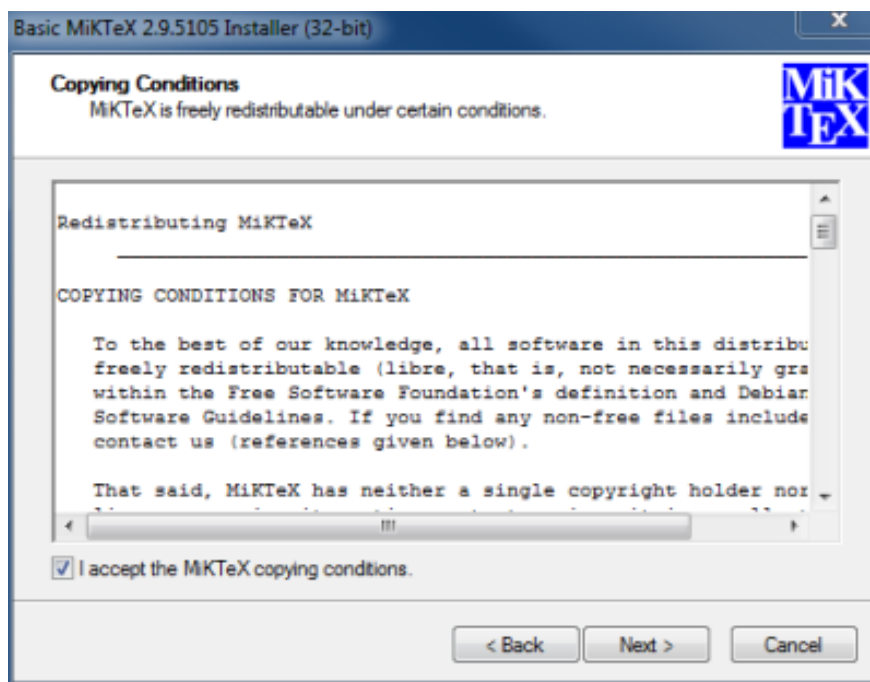 Basic MiKTeX 2.9.5105 Installer (32-bit)
Copying Conditions
MiKTeX is freely redistributable under certain conditions.
MiK
TEX
Redistributing MiKTeX
COPYING CONDITIONS FOR MiKTeX
To the best of our knowledge, all software in this distribu
freely redistributable (libre, that is, not necessarily gra
within the Free Software Foundation's definition and Debian
Software Guidelines. If you find any non-free files include
contact us (references given below).
That said, MiKTeX has neither a single copyright holder nor
I accept the MiKTeX copying conditions.
< Back
Next >
Cancel